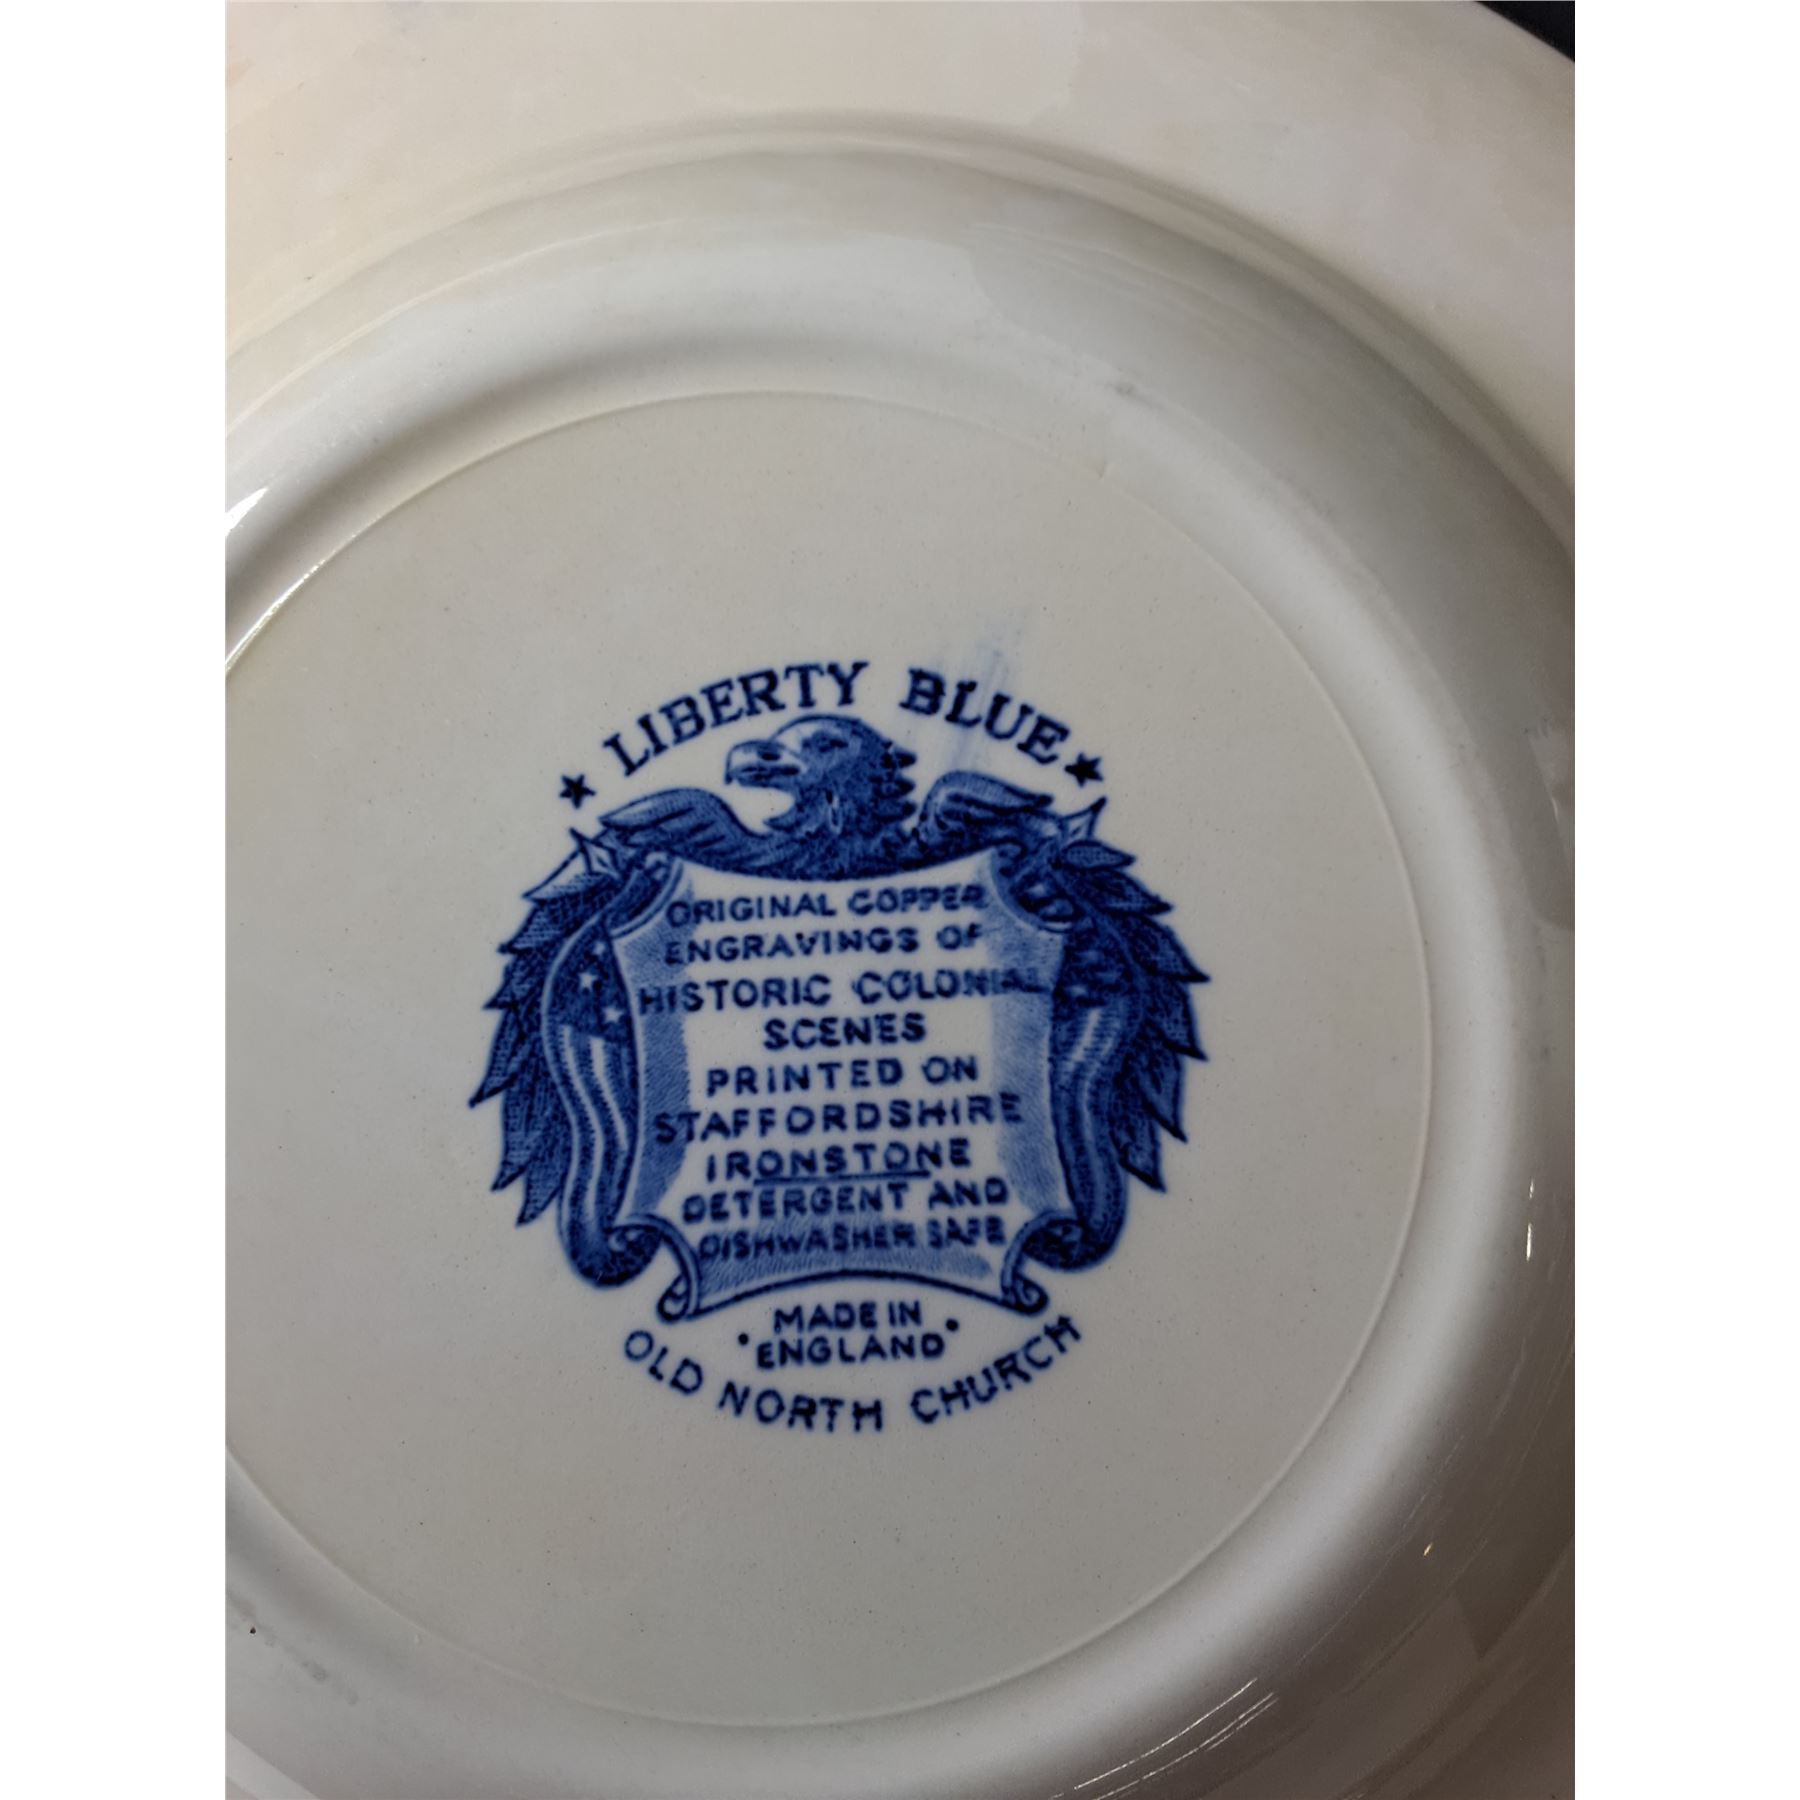 ★ LIBERTY BLUE ★
ORIGINAL COPPER
ENGRAVINGS OF
HISTORIC COLONIAL
SCENES
PRINTED ON
STAFFORDSHIRE
IRONSTONE
DETERGENT AND
DISHWASHER SAFE
MADE IN
• ENGLAND •
OLD NORTH CHURCH